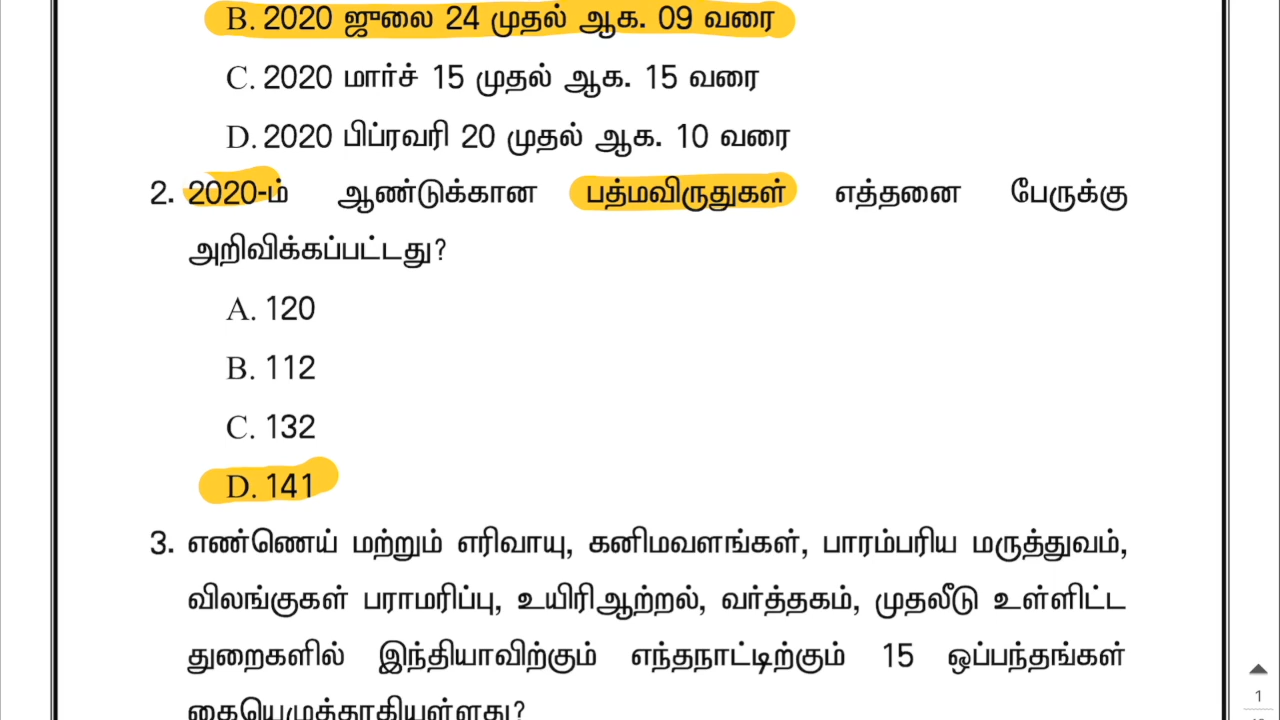 B. 2020 ஜுலை 24 முதல் ஆக. 09 வரை
C. 2020 மார்ச் 15 முதல் ஆக. 15 வரை
D. 2020 பிப்ரவரி 20 முதல் ஆக. 10 வரை
2. 2020-ம் ஆண்டுக்கான பத்மவிருதுகள் எத்தனை பேருக்கு
அறிவிக்கப்பட்டது?
A. 120
B. 112
C. 132
D. 141
3. எண்ணெய் மற்றும் எரிவாயு, கனிமவளங்கள், பாரம்பரிய மருத்துவம்,
விலங்குகள் பராமரிப்பு, உயிரிஆற்றல், வர்த்தகம், முதலீடு உள்ளிட்ட
துறைகளில் இந்தியாவிற்கும் எந்தநாட்டிற்கும் 15 ஒப்பந்தங்கள்
கையெழுத்தாகியுள்ளது?
1